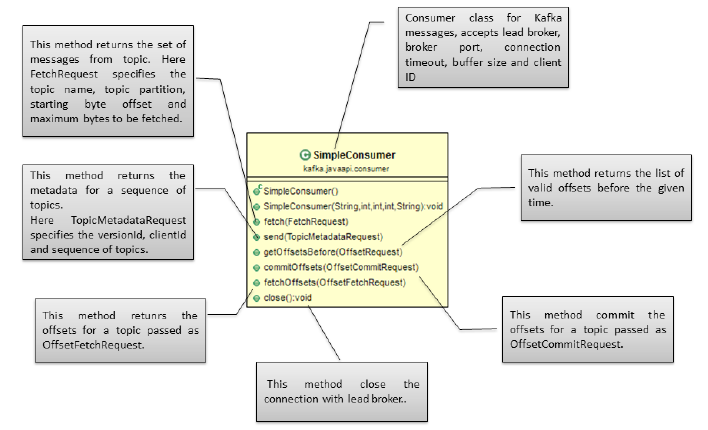 Consumer class for Kafka
messages, accepts lead broker,
broker port, connection
timeout, buffer size and client
ID
This method returns the set of
messages from topic. Here
FetchRequest specifies the
topic name, topic partition,
starting byte offset and
maximum bytes to be fetched.
SimpleConsumer
kafka.javaapi.consumer
SimpleConsumer()
SimpleConsumer(String,int,int,int,String):void
fetch(FetchRequest)
send(TopicMetadataRequest)
getOffsetsBefore(OffsetRequest)
commitOffsets(OffsetCommitRequest)
fetchOffsets(OffsetFetchRequest)
close():void
This method returns the
metadata for a sequence of
topics.
Here TopicMetadataRequest
specifies the versionId, clientId
and sequence of topics.
This method returns the list of
valid offsets before the given
time.
This method retunrs the
offsets for a topic passed as
OffsetFetchRequest.
This method commit the
offsets for a topic passed as
OffsetCommitRequest.
This method close the
connection with lead broker..